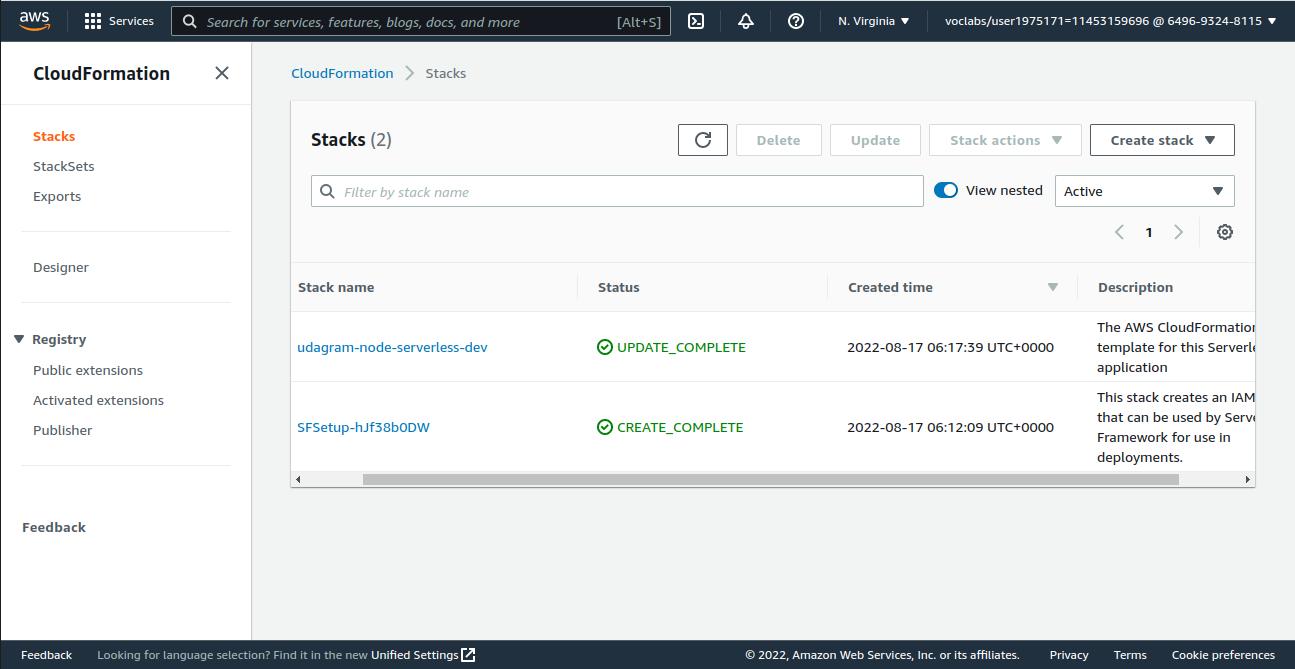 aws Services Search for services, features, blogs, docs, and more [Alt+S] N. Virginia voclabs/user1975171=11453159696 @ 6496-9324-8115
CloudFormation
Stacks
StackSets
Exports
Designer
Registry
Public extensions
Activated extensions
Publisher
Feedback
CloudFormation Stacks
Stacks (2) Delete Update Stack actions Create stack
Filter by stack name View nested Active
1
Stack name Status Created time Description
udagram-node-serverless-dev UPDATE_COMPLETE 2022-08-17 06:17:39 UTC+0000
The AWS CloudFormation
template for this Serverle
application
SFSetup-hJf38b0DW CREATE_COMPLETE 2022-08-17 06:12:09 UTC+0000
This stack creates an IAM
that can be used by Serve
Framework for use in
deployments.
Feedback Looking for language selection? Find it in the new Unified Settings © 2022, Amazon Web Services, Inc. or its affiliates. Privacy Terms Cookie preferences